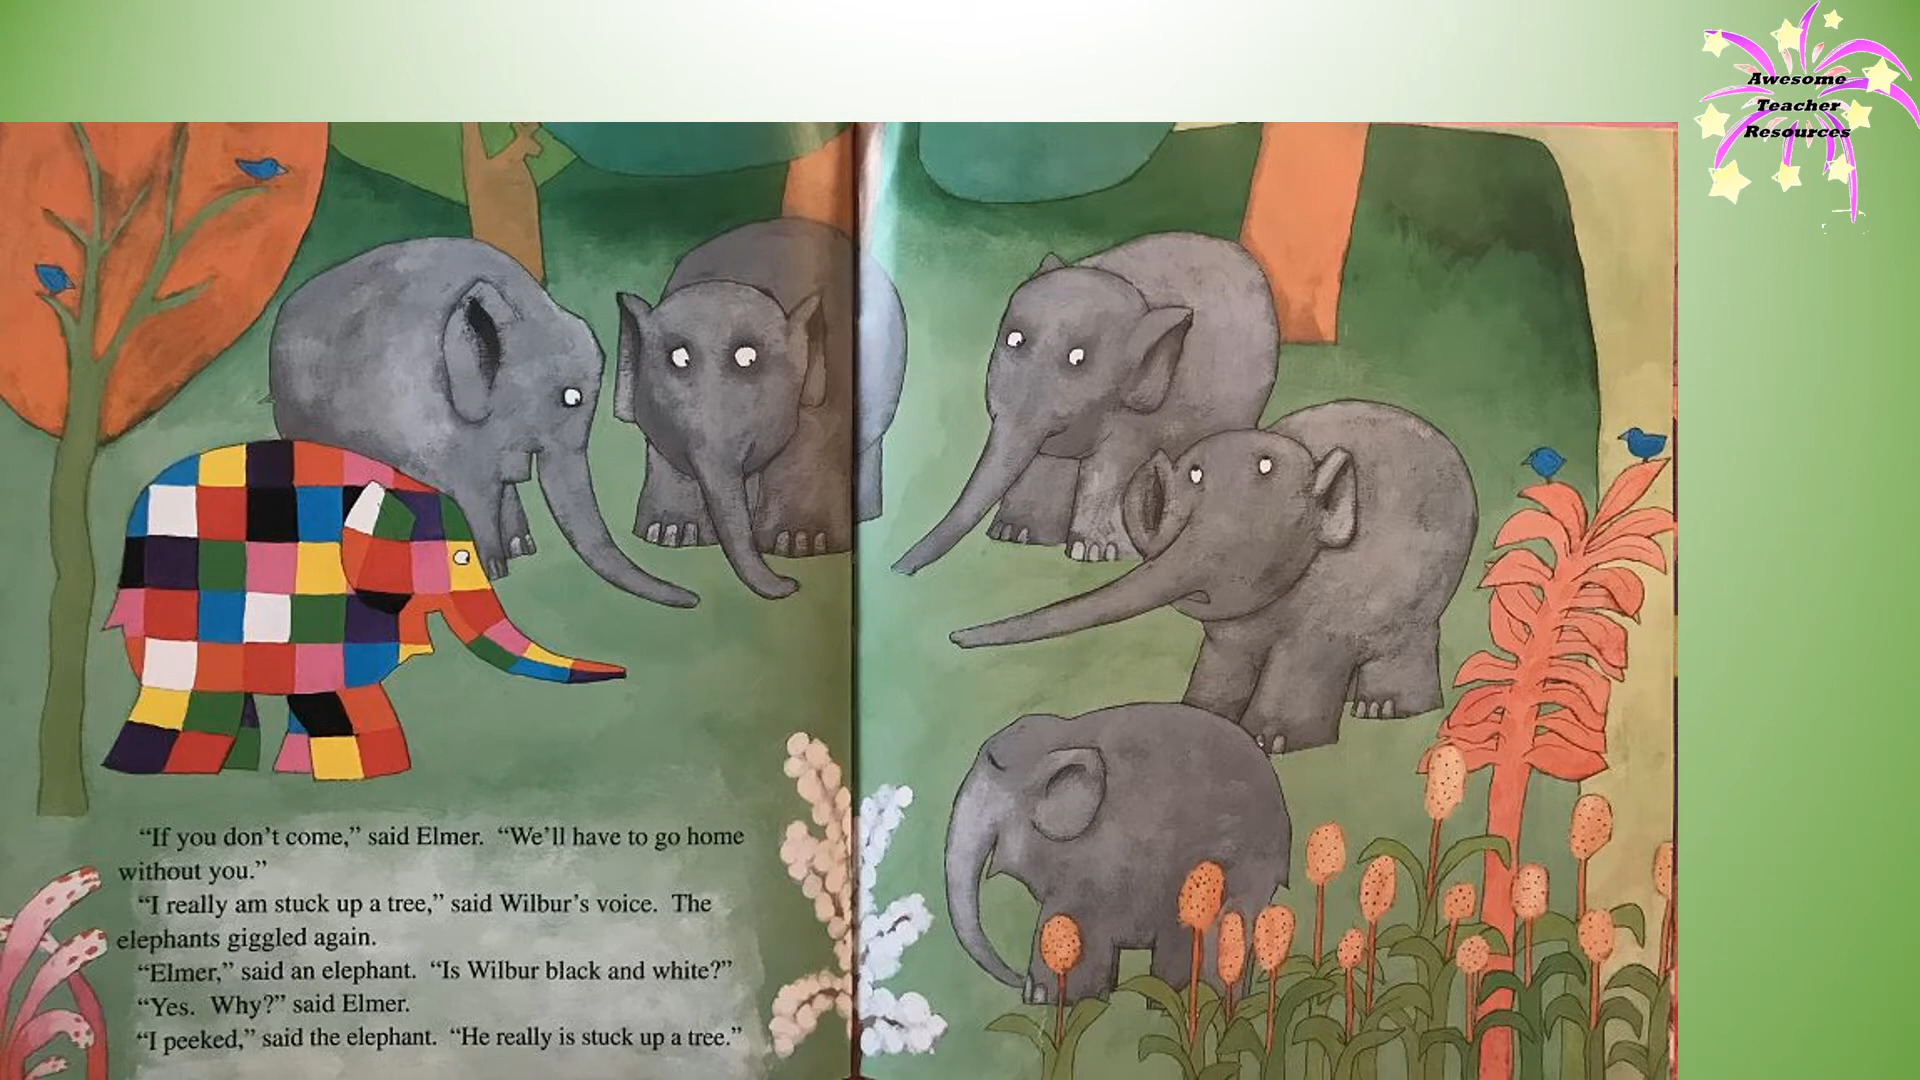 Awesome
Teacher
Resources
“If you don’t come,” said Elmer. “We’ll have to go home
without you.”
“I really am stuck up a tree,” said Wilbur’s voice. The
elephants giggled again.
“Elmer,” said an elephant. “Is Wilbur black and white?”
“Yes. Why?” said Elmer.
“I peeked,” said the elephant. “He really is stuck up a tree.”